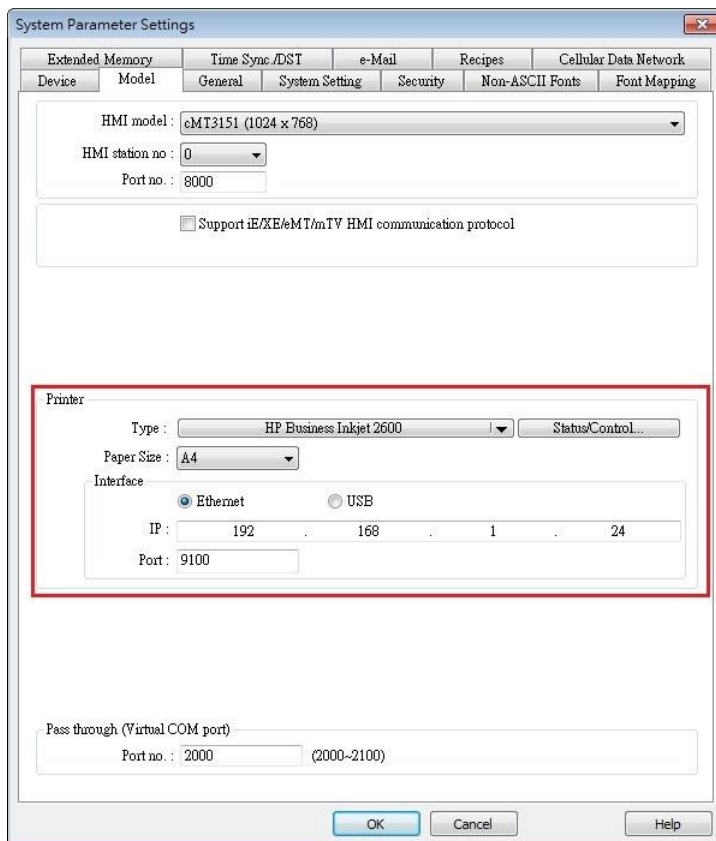 System Parameter Settings
Extended Memory Time Sync./DST e-Mail Recipes Cellular Data Network
Device Model General System Setting Security Non-ASCII Fonts Font Mapping
HMI model : cMT3151 (1024 x 768)
HMI station no : 0
Port no. : 8000
Support iE/XE/eMT/mTV HMI communication protocol
Printer
Type : HP Business Inkjet 2600 Status/Control...
Paper Size : A4
Interface
Ethernet USB
IP : 192 . 168 . 1 . 24
Port : 9100
Pass through (Virtual COM port)
Port no. : 2000 (2000~2100)
OK Cancel Help